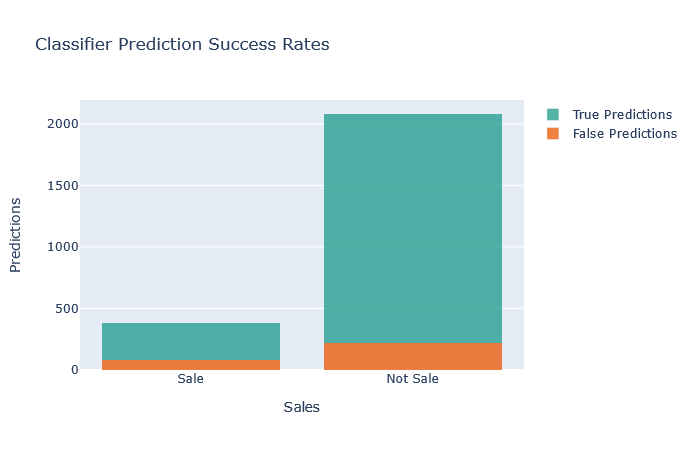 Classifier Prediction Success Rates
True Predictions
False Predictions
Predictions
2000
1500
1000
500
0
Sale
Not Sale
Sales